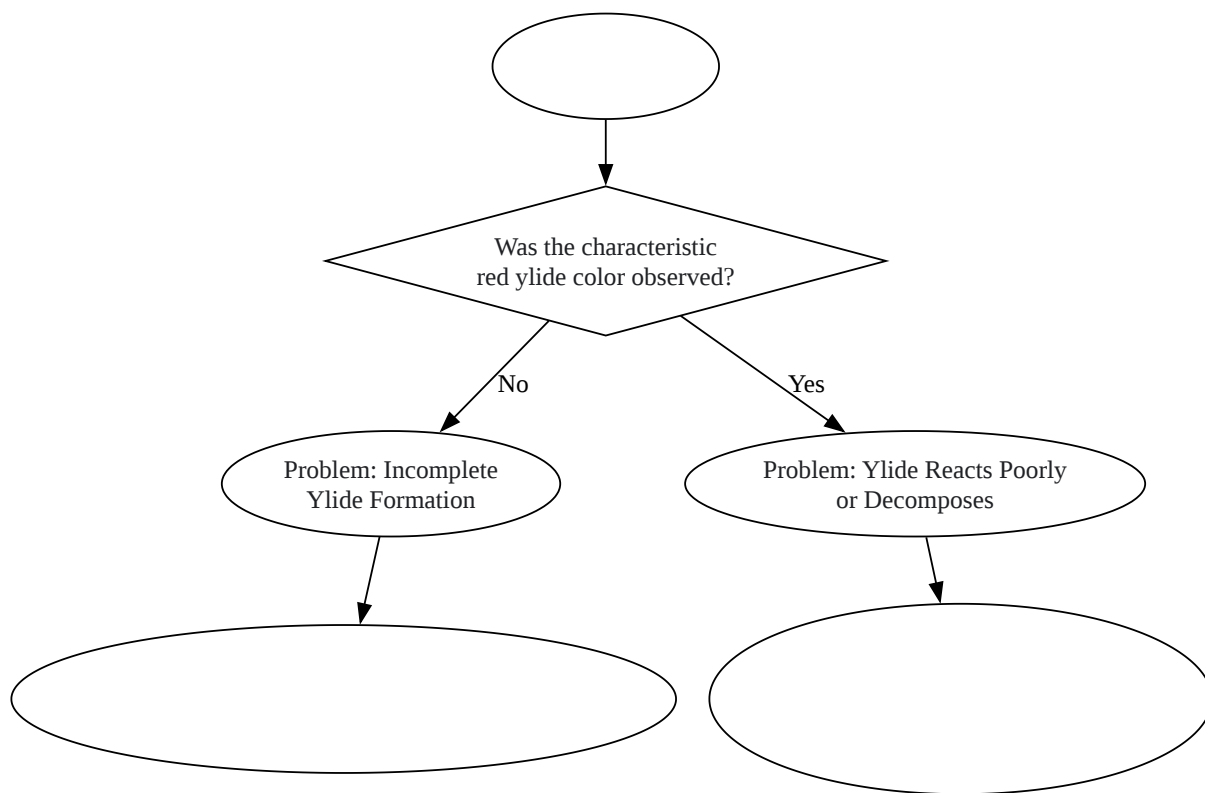 Was the characteristic
red ylide color observed?
No
Yes
Problem: Incomplete
Ylide Formation
Problem: Ylide Reacts Poorly
or Decomposes